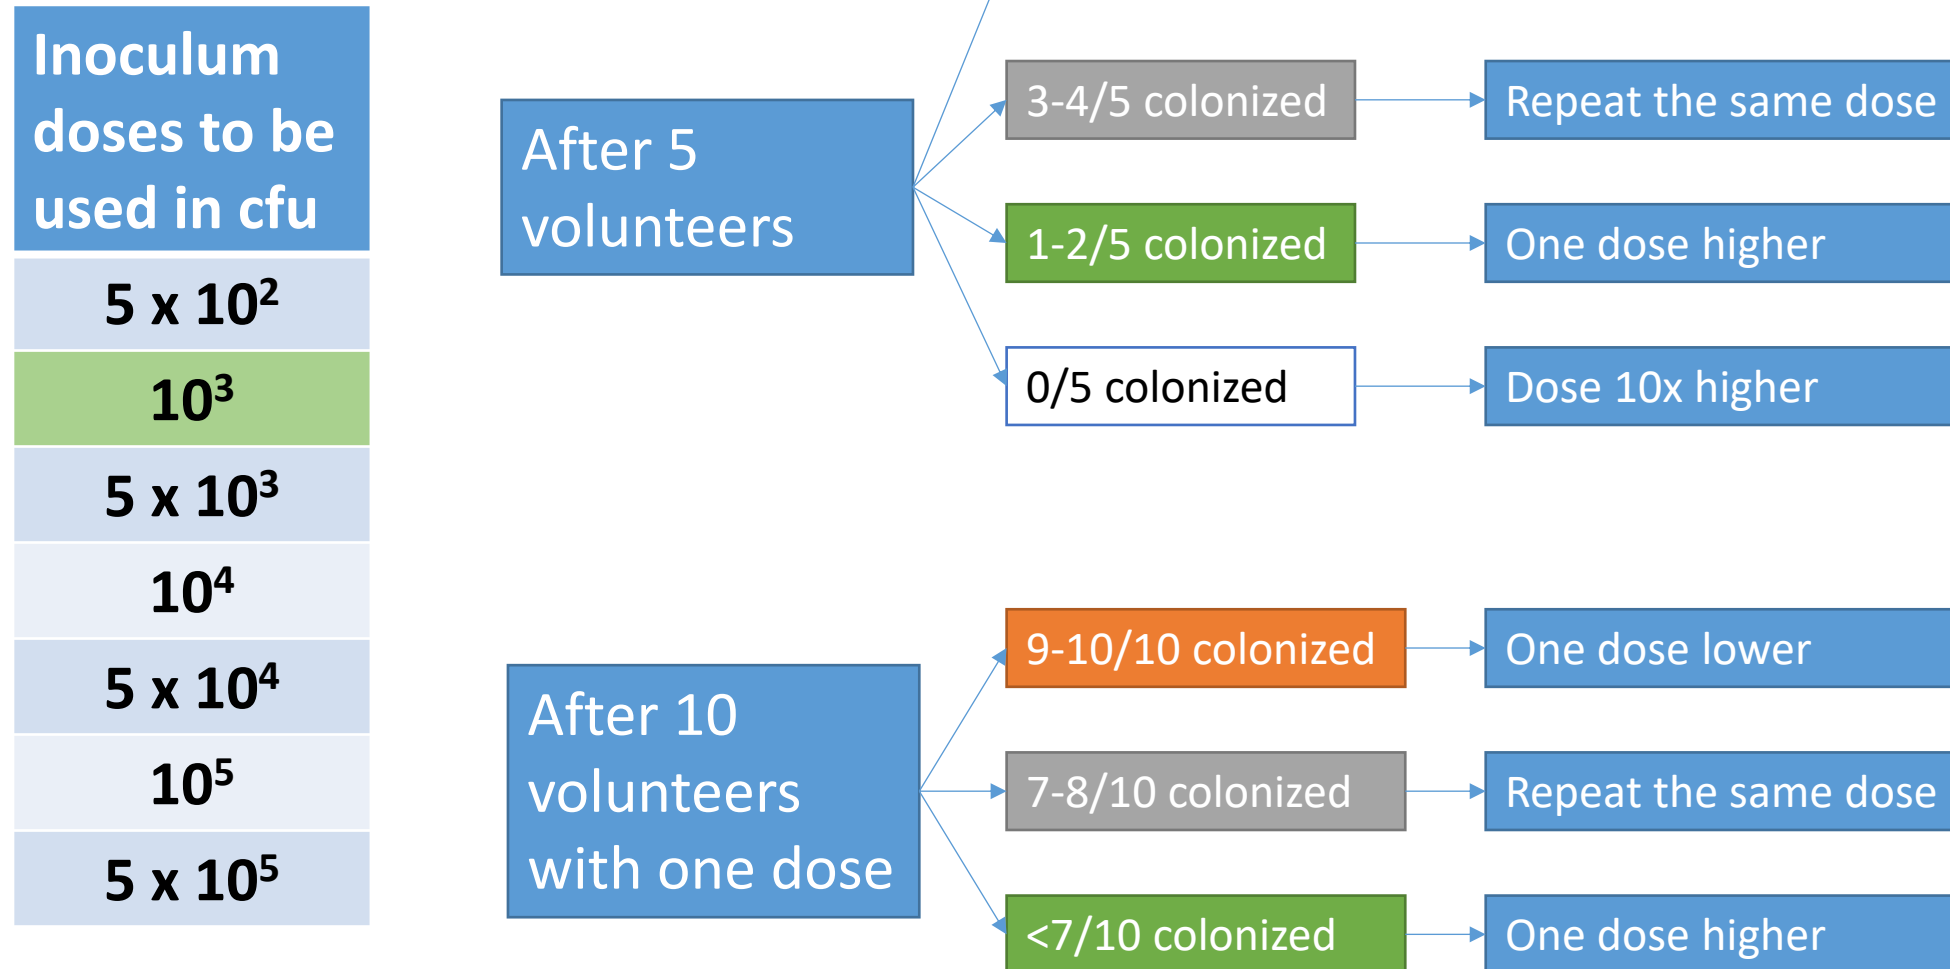 Inoculum
doses to be
used in cfu
5 x 10²
10³
5 x 10³
10⁴
5 x 10⁴
10⁵
5 x 10⁵
After 5
volunteers
3-4/5 colonized
Repeat the same dose
1-2/5 colonized
One dose higher
0/5 colonized
Dose 10x higher
After 10
volunteers
with one dose
9-10/10 colonized
One dose lower
7-8/10 colonized
Repeat the same dose
<7/10 colonized
One dose higher